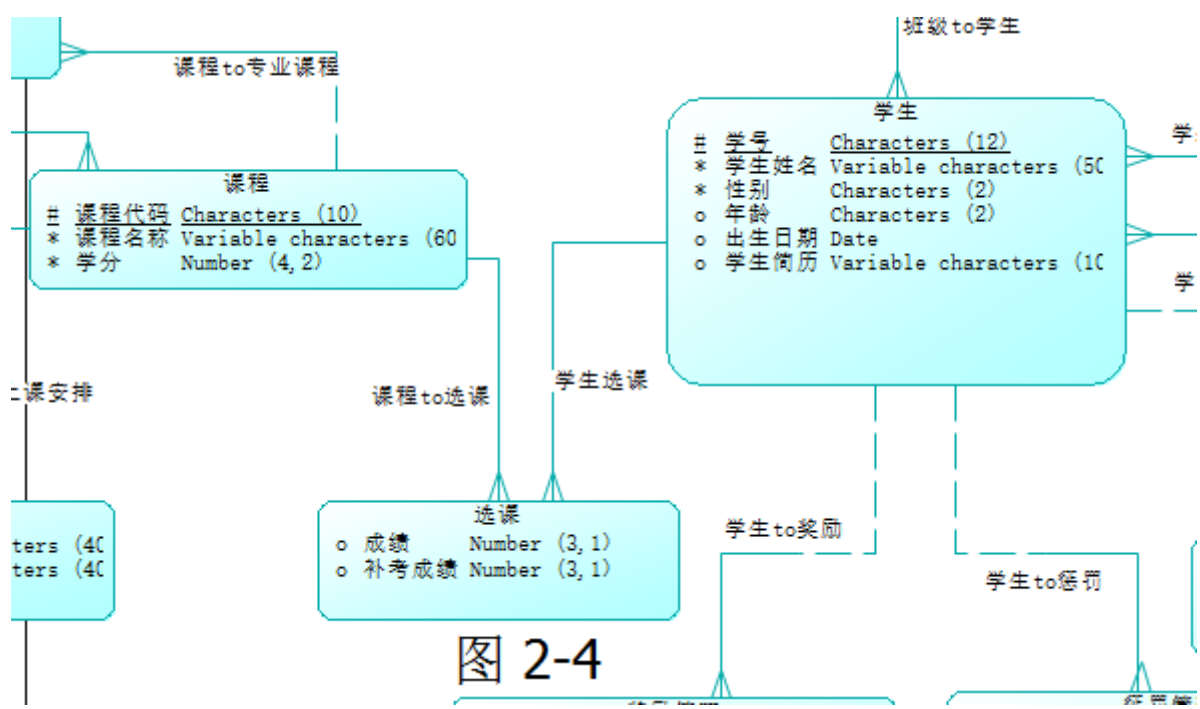 班级to学生
课程to专业课程
学生
# 学号 Characters (12)
* 学生姓名 Variable characters (50
* 性别 Characters (2)
o 年龄 Characters (2)
o 出生日期 Date
o 学生简历 Variable characters (10
学
学
课程
# 课程代码 Characters (10)
* 课程名称 Variable characters (60
* 学分 Number (4,2)
课程to选课
学生选课
课安排
选课
o 成绩 Number (3,1)
o 补考成绩 Number (3,1)
ters (40
ters (40
学生to奖励
学生to惩罚
图 2-4